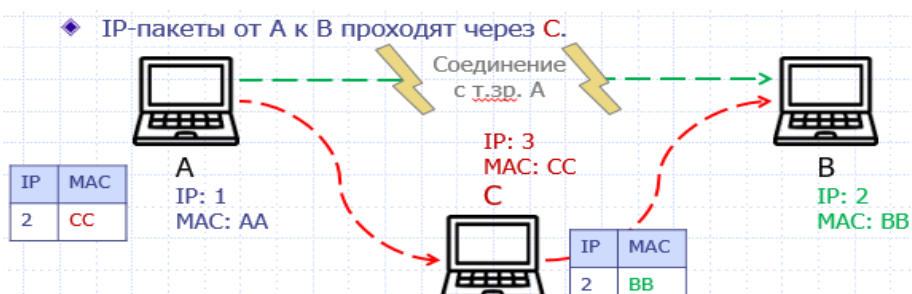 IP-пакеты от A к B проходят через C.
Соединение
с т.зр. A
IP: 3
MAC: CC
C
A
IP: 1
MAC: AA
B
IP: 2
MAC: BB
IP MAC
2 CC
IP MAC
2 BB